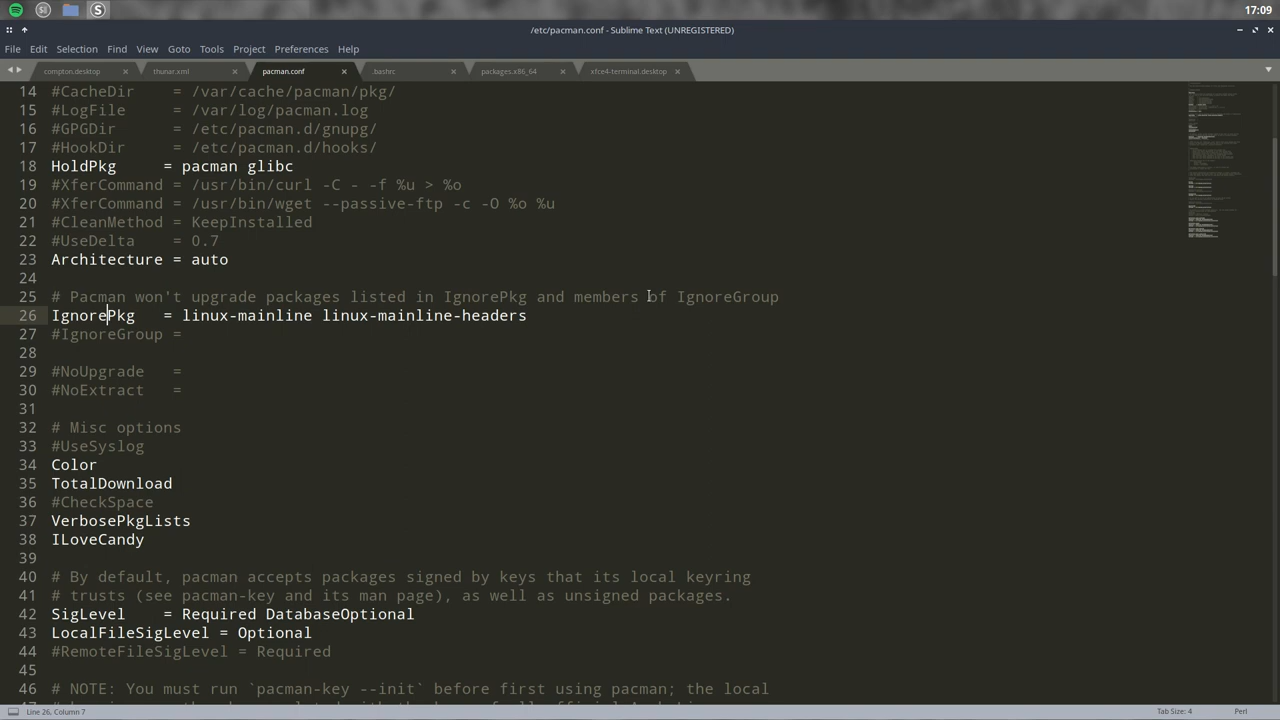 17:09
/etc/pacman.conf - Sublime Text (UNREGISTERED)
File Edit Selection Find View Goto Tools Project Preferences Help
compton.desktop thunar.xml pacman.conf .bashrc packages.x86_64 xfce4-terminal.desktop
14 #CacheDir    = /var/cache/pacman/pkg/
15 #LogFile     = /var/log/pacman.log
16 #GPGDir      = /etc/pacman.d/gnupg/
17 #HookDir     = /etc/pacman.d/hooks/
18 HoldPkg     = pacman glibc
19 #XferCommand = /usr/bin/curl -C - -f %u > %o
20 #XferCommand = /usr/bin/wget --passive-ftp -c -O %o %u
21 #CleanMethod = KeepInstalled
22 #UseDelta    = 0.7
23 Architecture = auto
24
25 # Pacman won't upgrade packages listed in IgnorePkg and members of IgnoreGroup
26 IgnorePkg   = linux-mainline linux-mainline-headers
27 #IgnoreGroup =
28
29 #NoUpgrade   =
30 #NoExtract   =
31
32 # Misc options
33 #UseSyslog
34 Color
35 TotalDownload
36 #CheckSpace
37 VerbosePkgLists
38 ILoveCandy
39
40 # By default, pacman accepts packages signed by keys that its local keyring
41 # trusts (see pacman-key and its man page), as well as unsigned packages.
42 SigLevel    = Required DatabaseOptional
43 LocalFileSigLevel = Optional
44 #RemoteFileSigLevel = Required
45
46 # NOTE: You must run `pacman-key --init` before first using pacman; the local
Line 26, Column 7 Tab Size: 4 Perl